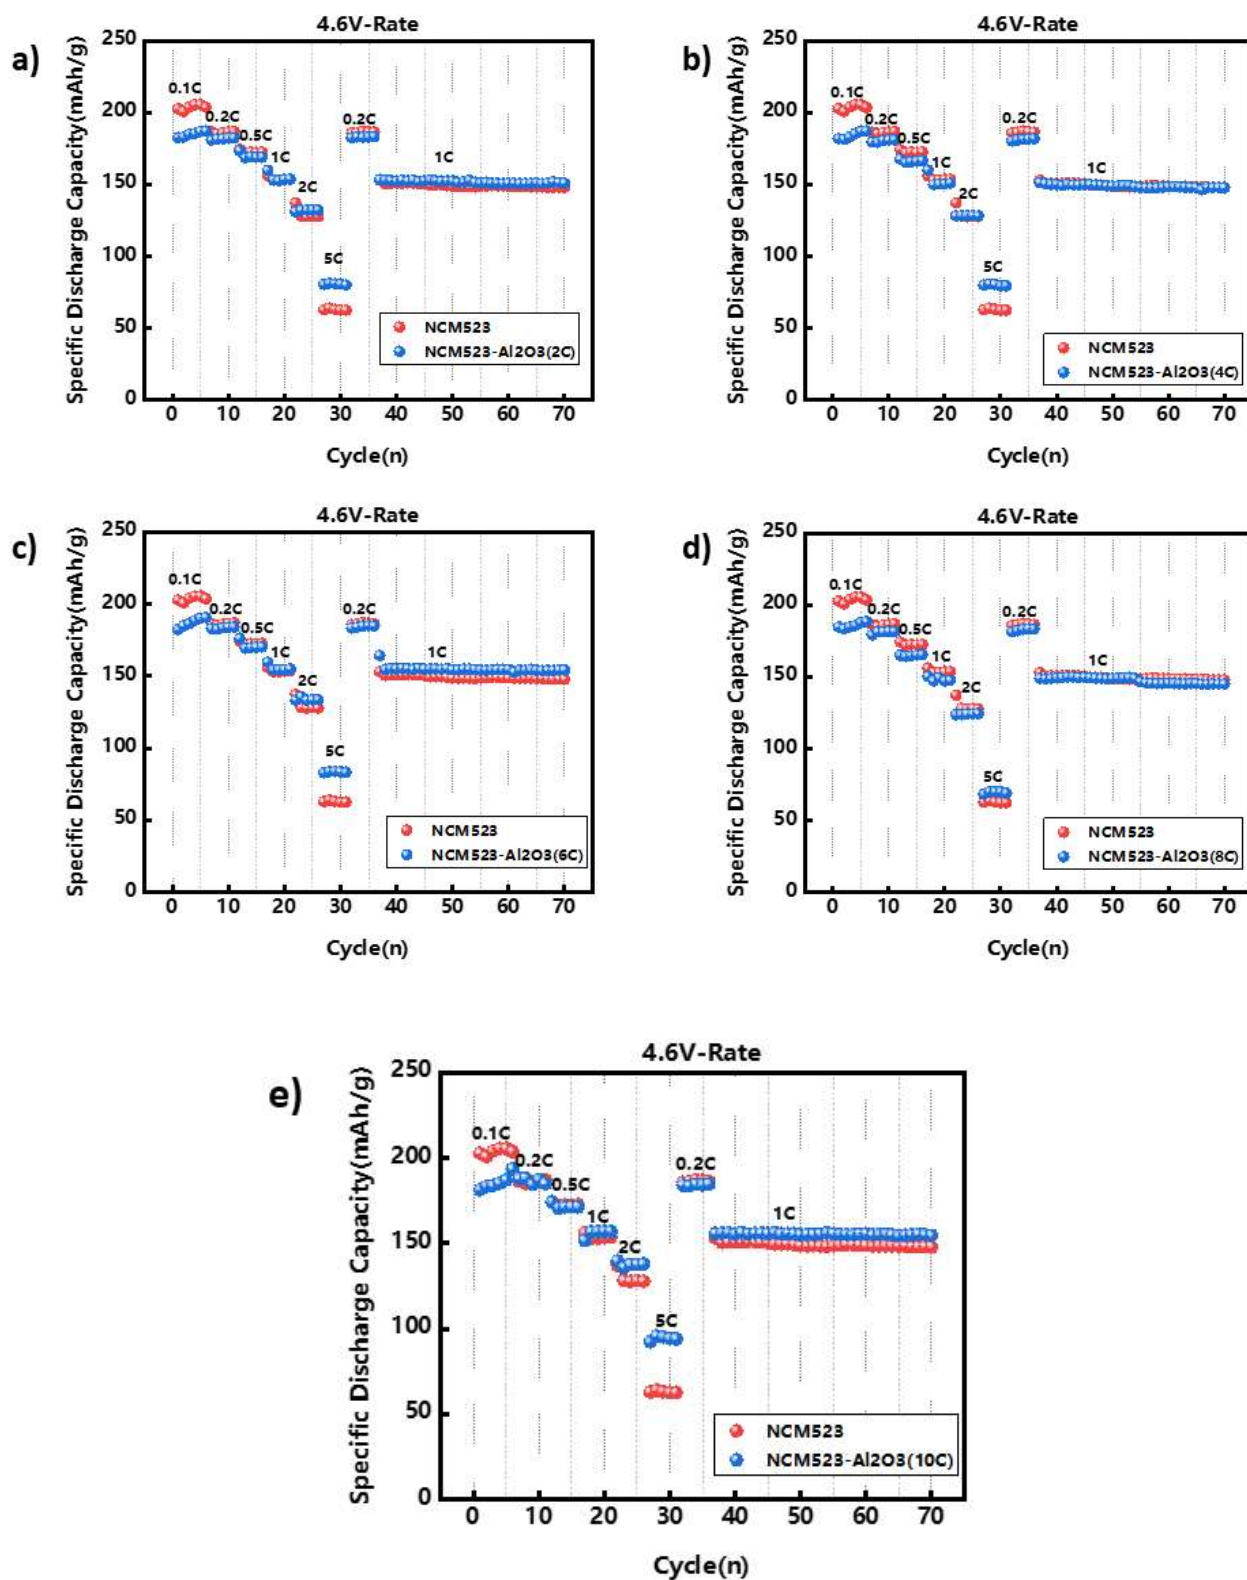 4.6V-Rate
a)
Specific Discharge Capacity(mAh/g)
250
200
150
100
50
0
0.1C
0.2C
0.5C
1C
2C
5C
0.2C
1C
NCM523
NCM523-Al2O3(2C)
0 10 20 30 40 50 60 70
Cycle(n)
4.6V-Rate
b)
Specific Discharge Capacity(mAh/g)
250
200
150
100
50
0
0.1C
0.2C
0.5C
1C
2C
5C
0.2C
1C
NCM523
NCM523-Al2O3(4C)
0 10 20 30 40 50 60 70
Cycle(n)
4.6V-Rate
c)
Specific Discharge Capacity(mAh/g)
250
200
150
100
50
0
0.1C
0.2C
0.5C
1C
2C
5C
0.2C
1C
NCM523
NCM523-Al2O3(6C)
0 10 20 30 40 50 60 70
Cycle(n)
4.6V-Rate
d)
Specific Discharge Capacity(mAh/g)
250
200
150
100
50
0
0.1C
0.2C
0.5C
1C
2C
5C
0.2C
1C
NCM523
NCM523-Al2O3(8C)
0 10 20 30 40 50 60 70
Cycle(n)
4.6V-Rate
e)
Specific Discharge Capacity(mAh/g)
250
200
150
100
50
0
0.1C
0.2C
0.5C
1C
2C
5C
0.2C
1C
NCM523
NCM523-Al2O3(10C)
0 10 20 30 40 50 60 70
Cycle(n)